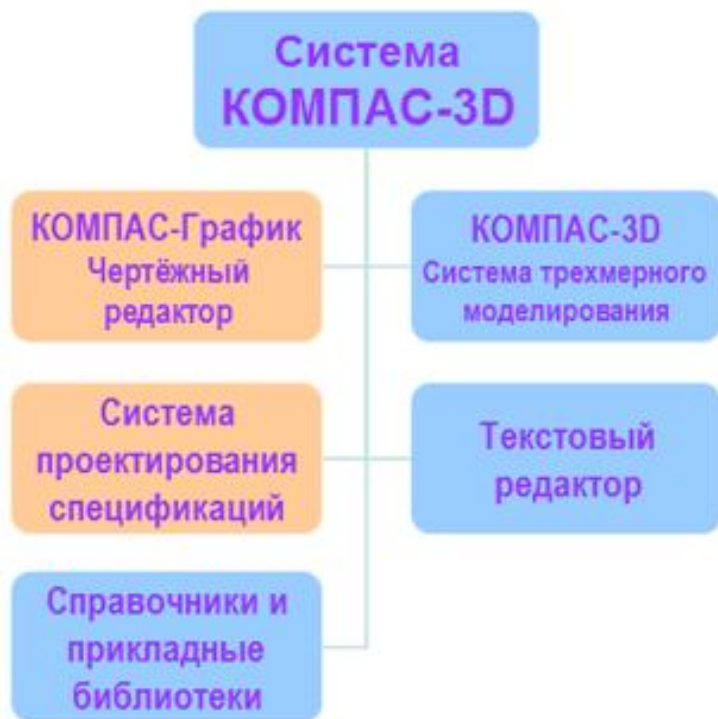 Система
КОМПАС-3D
КОМПАС-График
Чертёжный
редактор
КОМПАС-3D
Система трехмерного
моделирования
Система
проектирования
спецификаций
Текстовый
редактор
Справочники и
прикладные
библиотеки